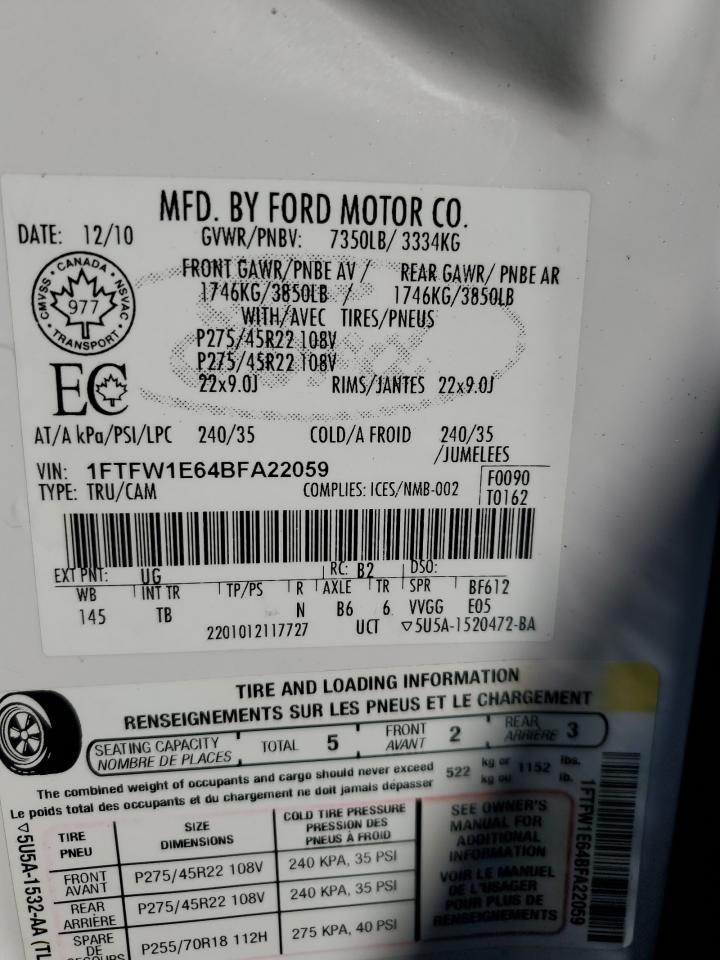 MFD. BY FORD MOTOR CO.
DATE: 12/10 GVWR/PNBV: 7350LB/ 3334KG
FRONT GAWR/PNBE AV / REAR GAWR/ PNBE AR
1746KG/3850LB / 1746KG/3850LB
WITH/AVEC TIRES/PNEUS
P275/45R22 108V
P275/45R22 108V
22x9.0J RIMS/JANTES 22x9.0J
CANADA
CMVSS NSVAC
977
TRANSPORT
EC
AT/A kPa/PSI/LPC 240/35 COLD/A FROID 240/35
/JUMELEES
VIN: 1FTFW1E64BFA22059
TYPE: TRU/CAM COMPLIES: ICES/NMB-002
F0090
T0162
EXT PNT: UG RC: B2 DSO:
WB INT TR TP/PS R AXLE TR SPR BF612
145 TB N B6 6 VVGG E05
2201012117727 UCT ▽5U5A-1520472-BA
TIRE AND LOADING INFORMATION
RENSEIGNEMENTS SUR LES PNEUS ET LE CHARGEMENT
SEATING CAPACITY
NOMBRE DE PLACES
TOTAL 5
FRONT
AVANT
2
REAR
ARRIÈRE
3
The combined weight of occupants and cargo should never exceed
Le poids total des occupants et du chargement ne doit jamais dépasser
522
kg or
kg ou
1152
lbs.
lb.
TIRE
PNEU
SIZE
DIMENSIONS
COLD TIRE PRESSURE
PRESSION DES
PNEUS À FROID
FRONT
AVANT
P275/45R22 108V 240 KPA, 35 PSI
REAR
ARRIÈRE
P275/45R22 108V 240 KPA, 35 PSI
SPARE
DE
SECOURS
P255/70R18 112H 275 KPA, 40 PSI
SEE OWNER'S
MANUAL FOR
ADDITIONAL
INFORMATION
VOIR LE MANUEL
DE L'USAGER
POUR PLUS DE
RENSEIGNEMENTS
▽5U5A-1532-AA (TL
1FTFW1E64BFA22059